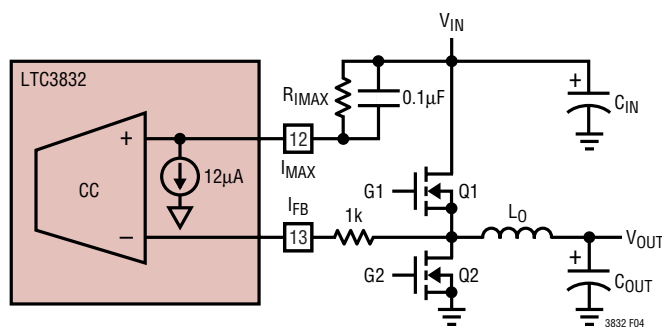 V_IN
LTC3832
R_IMAX
0.1µF
C_IN
+
+
12
I_MAX
12µA
CC
G1
Q1
I_FB
1k
L_O
–
13
V_OUT
G2
Q2
+
C_OUT
3832 F04